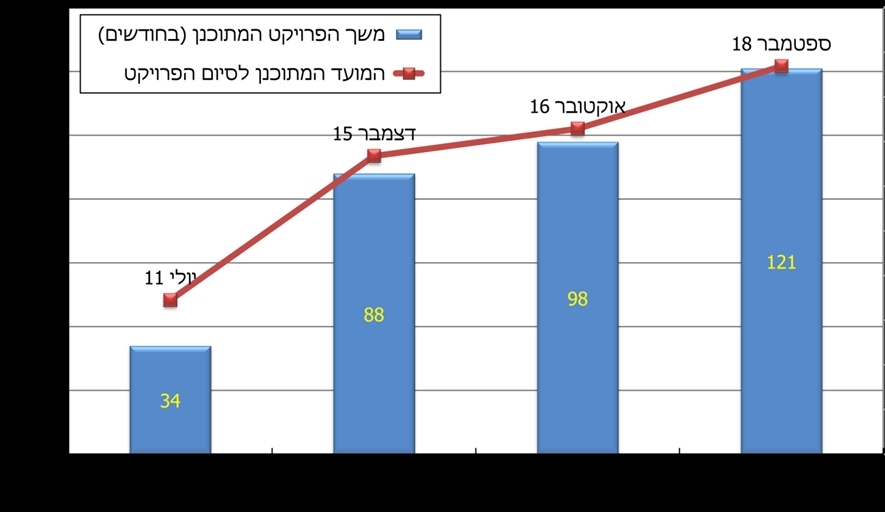 משך הפרויקט המתוכנן (בחודשים)
המועד המתוכנן לסיום הפרויקט
ספטמבר 18
אוקטובר 16
דצמבר 15
יולי 11
34
88
98
121